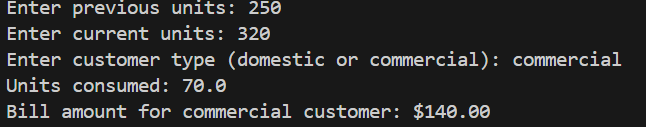 Enter previous units: 250
Enter current units: 320
Enter customer type (domestic or commercial): commercial
Units consumed: 70.0
Bill amount for commercial customer: $140.00